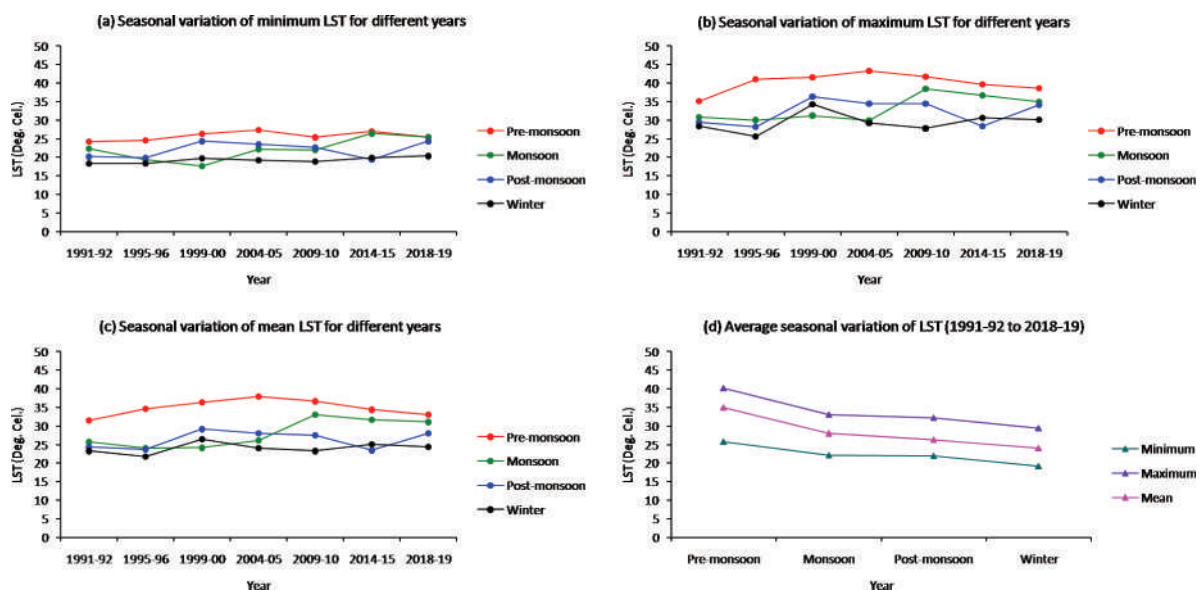 (a) Seasonal variation of minimum LST for different years
LST (Deg. Cel.)
50
45
40
35
30
25
20
15
10
5
0
1991-92 1995-96 1999-00 2004-05 2009-10 2014-15 2018-19
Year
Pre-monsoon
Monsoon
Post-monsoon
Winter
(b) Seasonal variation of maximum LST for different years
LST (Deg. Cel.)
50
45
40
35
30
25
20
15
10
5
0
1991-92 1995-96 1999-00 2004-05 2009-10 2014-15 2018-19
Year
Pre-monsoon
Monsoon
Post-monsoon
Winter
(c) Seasonal variation of mean LST for different years
LST (Deg. Cel.)
50
45
40
35
30
25
20
15
10
5
0
1991-92 1995-96 1999-00 2004-05 2009-10 2014-15 2018-19
Year
Pre-monsoon
Monsoon
Post-monsoon
Winter
(d) Average seasonal variation of LST (1991-92 to 2018-19)
LST (Deg. Cel.)
50
45
40
35
30
25
20
15
10
5
0
Pre-monsoon Monsoon Post-monsoon Winter
Year
Minimum
Maximum
Mean